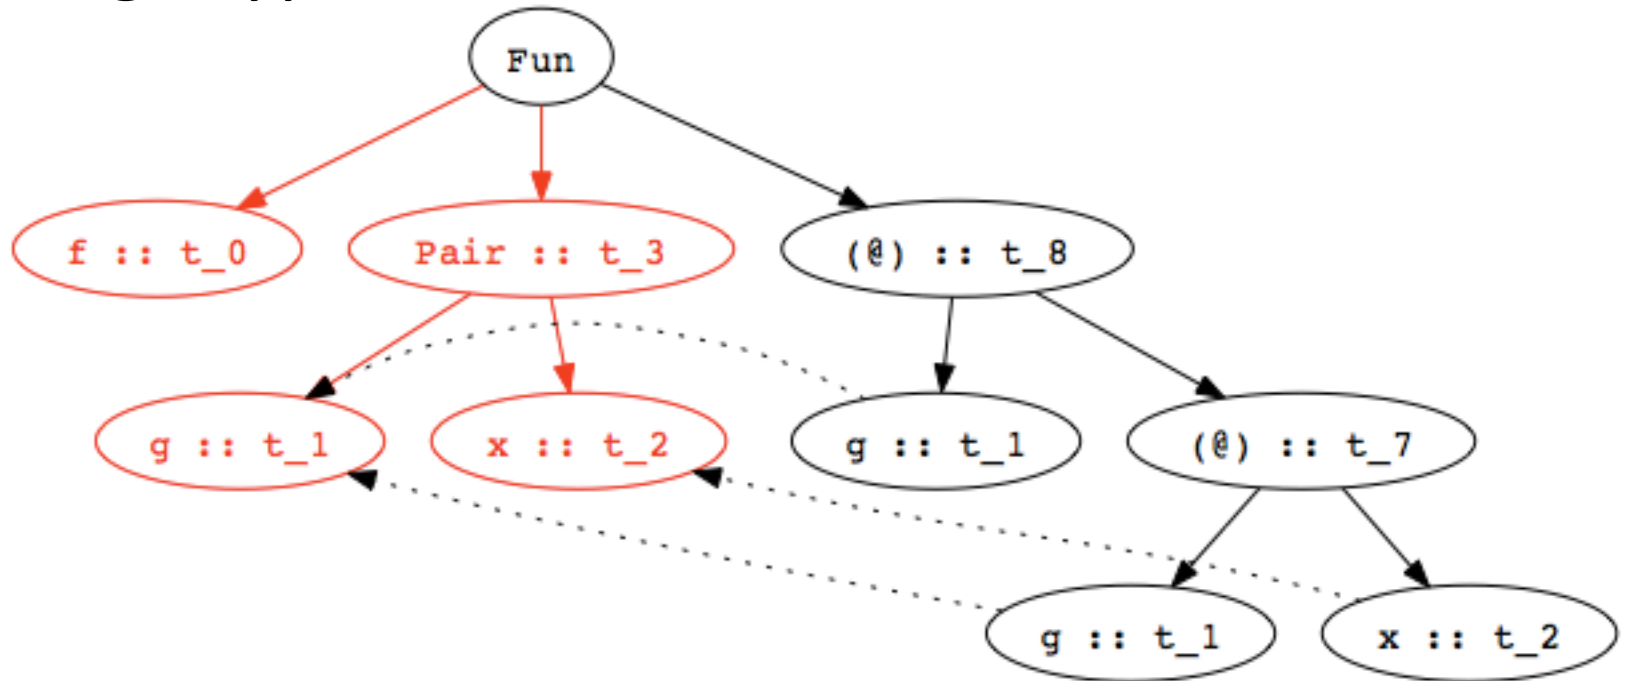 Fun
f :: t_0
Pair :: t_3
(@) :: t_8
g :: t_1
x :: t_2
g :: t_1
(@) :: t_7
g :: t_1
x :: t_2